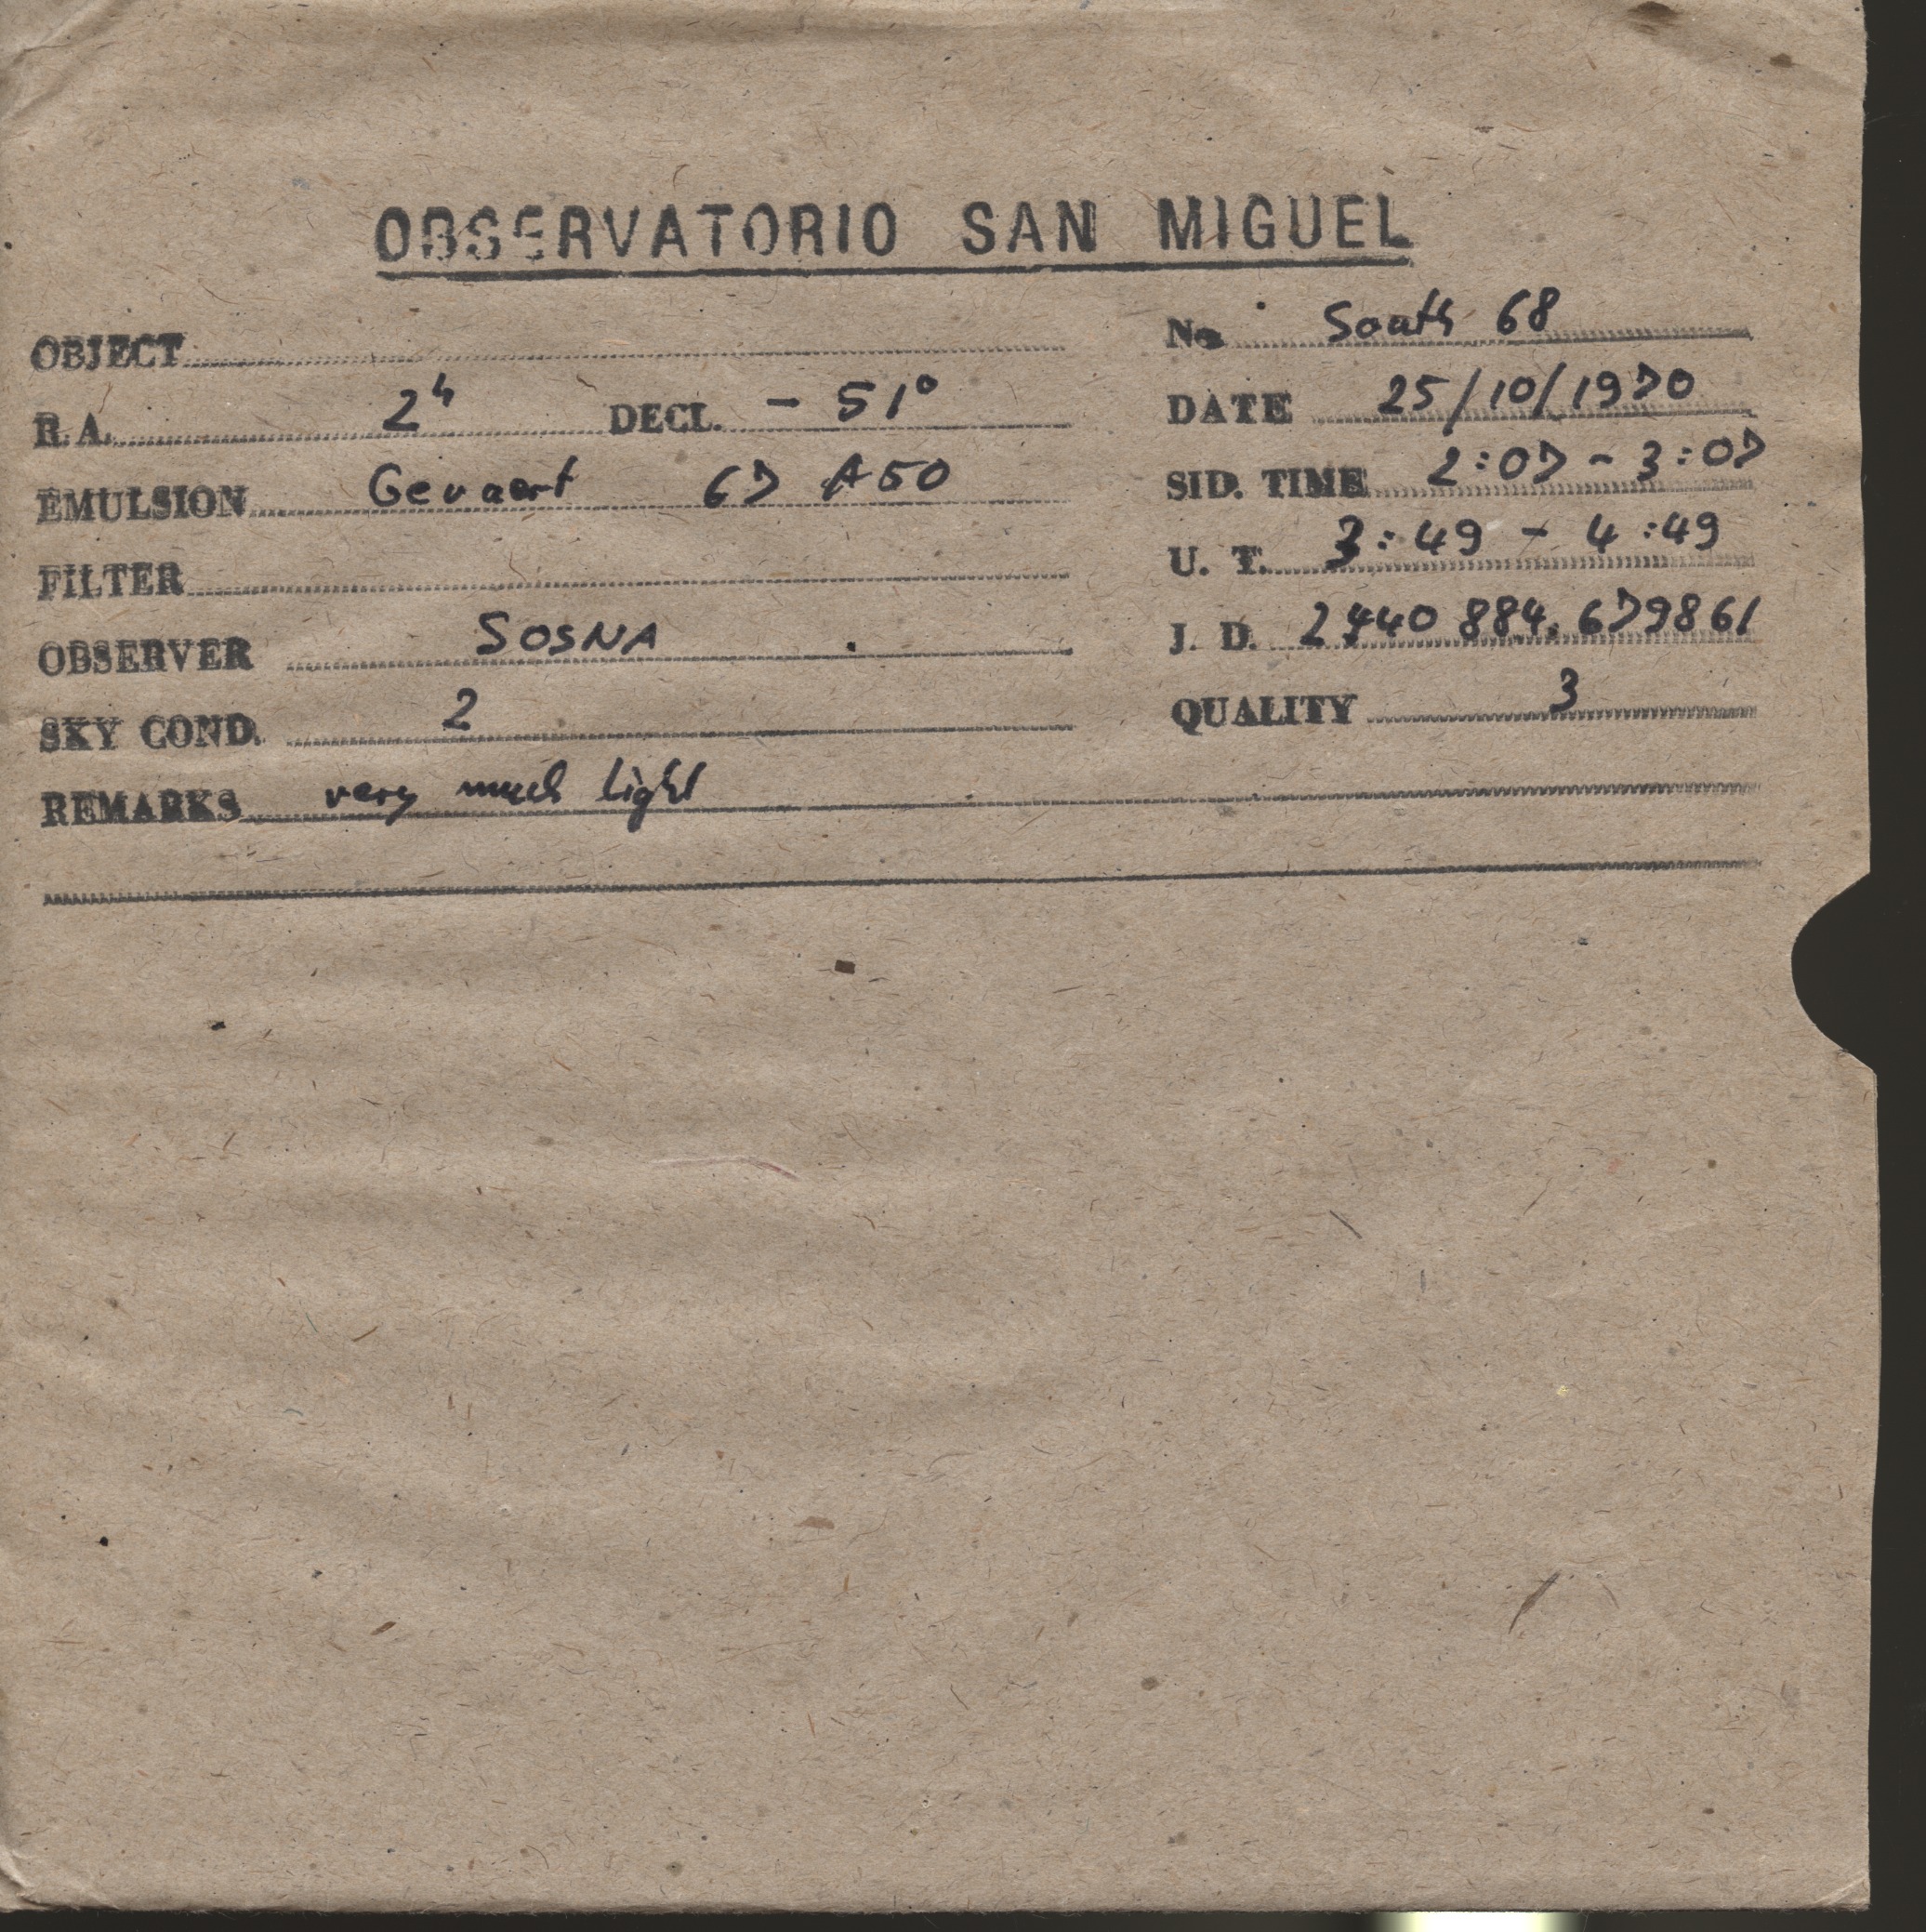 OBSERVATORIO SAN MIGUEL
OBJECT No South 68
R.A. 2h DECL. - 51° DATE 25/10/1970
EMULSION Gevaert 67 A50 SID. TIME 2:07 - 3:07
FILTER U. T. 3:49 - 4:49
OBSERVER SOSNA J. D. 2440 884.679861
SKY COND. 2 QUALITY 3
REMARKS very much light